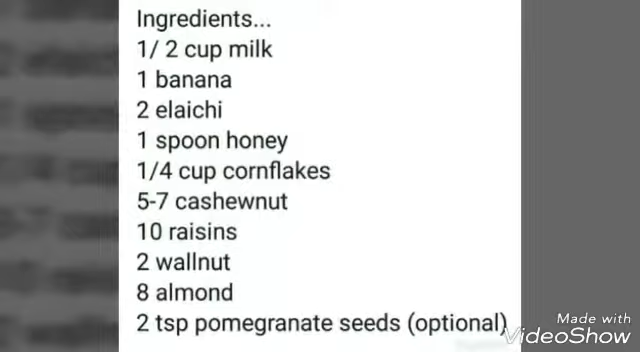 Ingredients...
1/ 2 cup milk
1 banana
2 elaichi
1 spoon honey
1/4 cup cornflakes
5-7 cashewnut
10 raisins
2 wallnut
8 almond
2 tsp pomegranate seeds (optional)
Made with
VideoShow